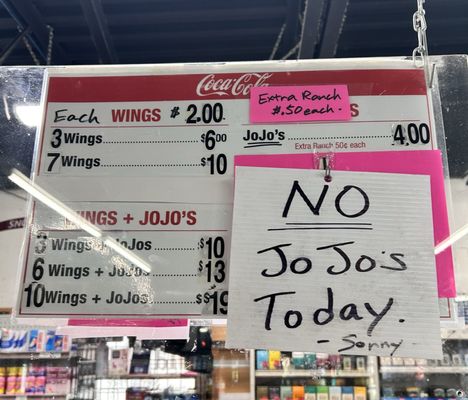 Coca-Cola
Each WINGS $2.00
3 Wings $6.00
7 Wings $10
WINGS + JOJO'S
3 Wings + JoJos $10
6 Wings + JoJos $13
10 Wings + JoJos $$19
Extra Ranch
$.50 each.
S
JoJo's 4.00
Extra Ranch 50¢ each
NO
JoJo's
Today.
- Sorry